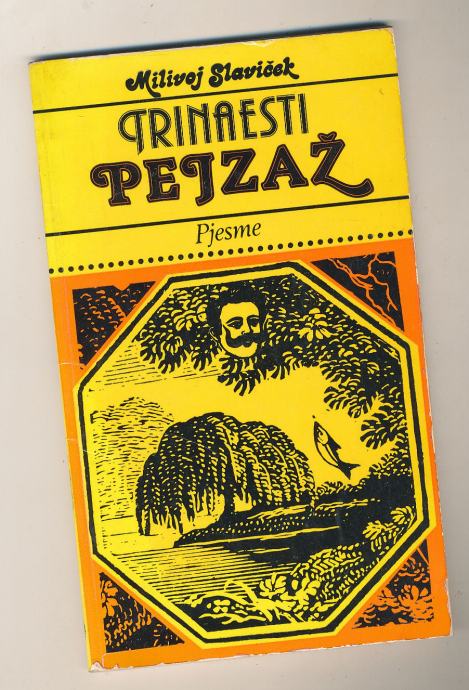 Milivoj Slaviček
TRINAESTI
PEJZAŽ
Pjesme